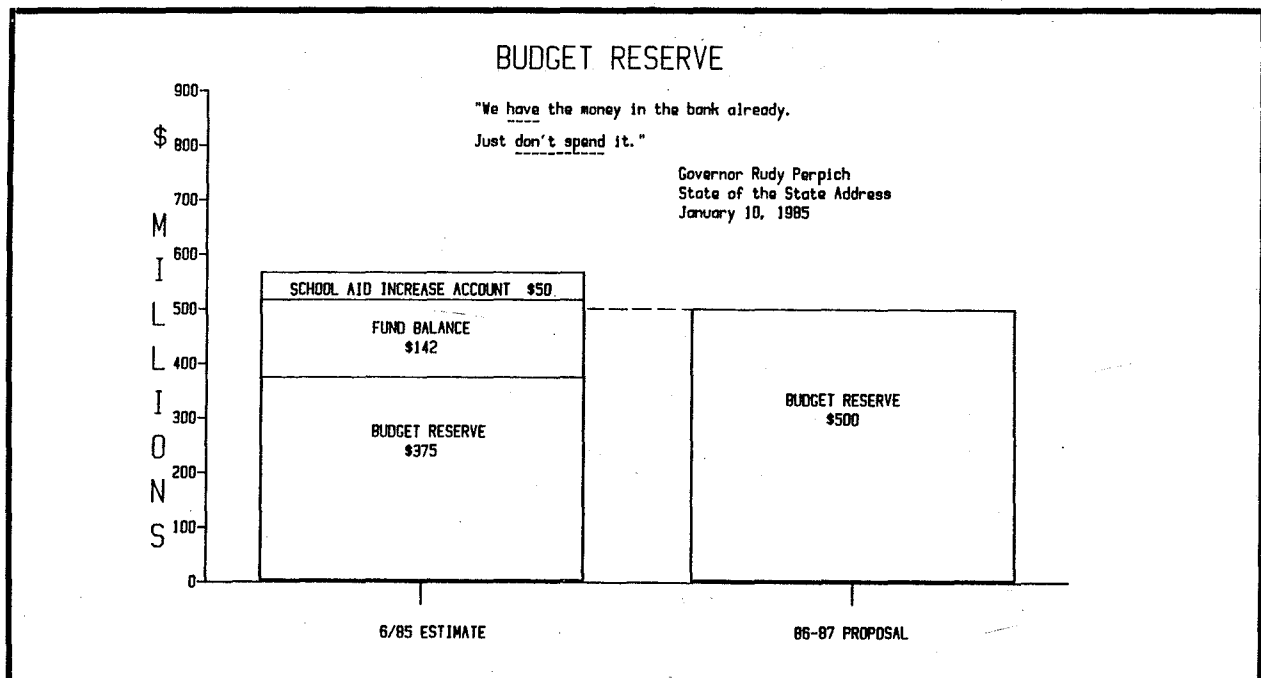 BUDGET RESERVE
"We have the money in the bank already.
Just don't spend it."
Governor Rudy Perpich
State of the State Address
January 10, 1985
$ MILLIONS
900
800
700
600
500
400
300
200
100
0
SCHOOL AID INCREASE ACCOUNT $50
FUND BALANCE
$142
BUDGET RESERVE
$375
BUDGET RESERVE
$500
6/85 ESTIMATE
86-87 PROPOSAL